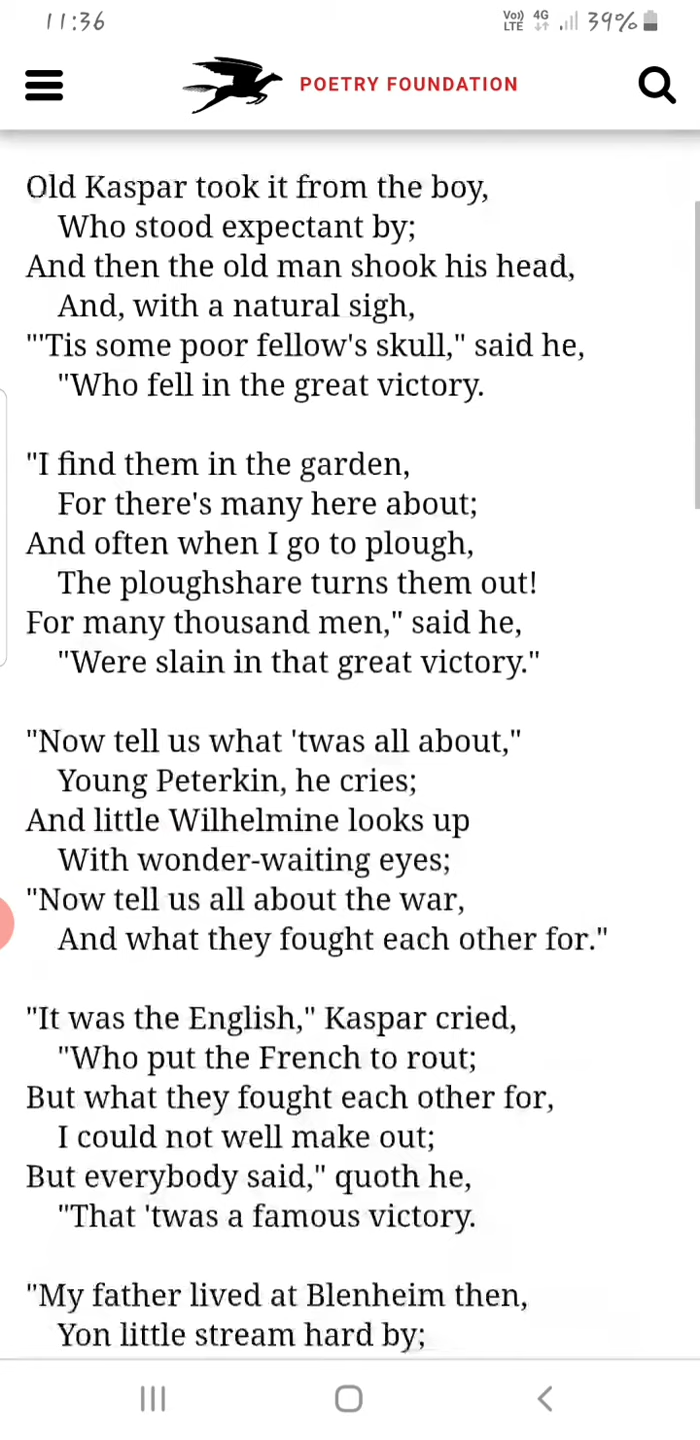 11:36
Vo)) LTE 4G 39%
POETRY FOUNDATION
Old Kaspar took it from the boy,
Who stood expectant by;
And then the old man shook his head,
And, with a natural sigh,
"'Tis some poor fellow's skull," said he,
"Who fell in the great victory.
"I find them in the garden,
For there's many here about;
And often when I go to plough,
The ploughshare turns them out!
For many thousand men," said he,
"Were slain in that great victory."
"Now tell us what 'twas all about,"
Young Peterkin, he cries;
And little Wilhelmine looks up
With wonder-waiting eyes;
"Now tell us all about the war,
And what they fought each other for."
"It was the English," Kaspar cried,
"Who put the French to rout;
But what they fought each other for,
I could not well make out;
But everybody said," quoth he,
"That 'twas a famous victory.
"My father lived at Blenheim then,
Yon little stream hard by;